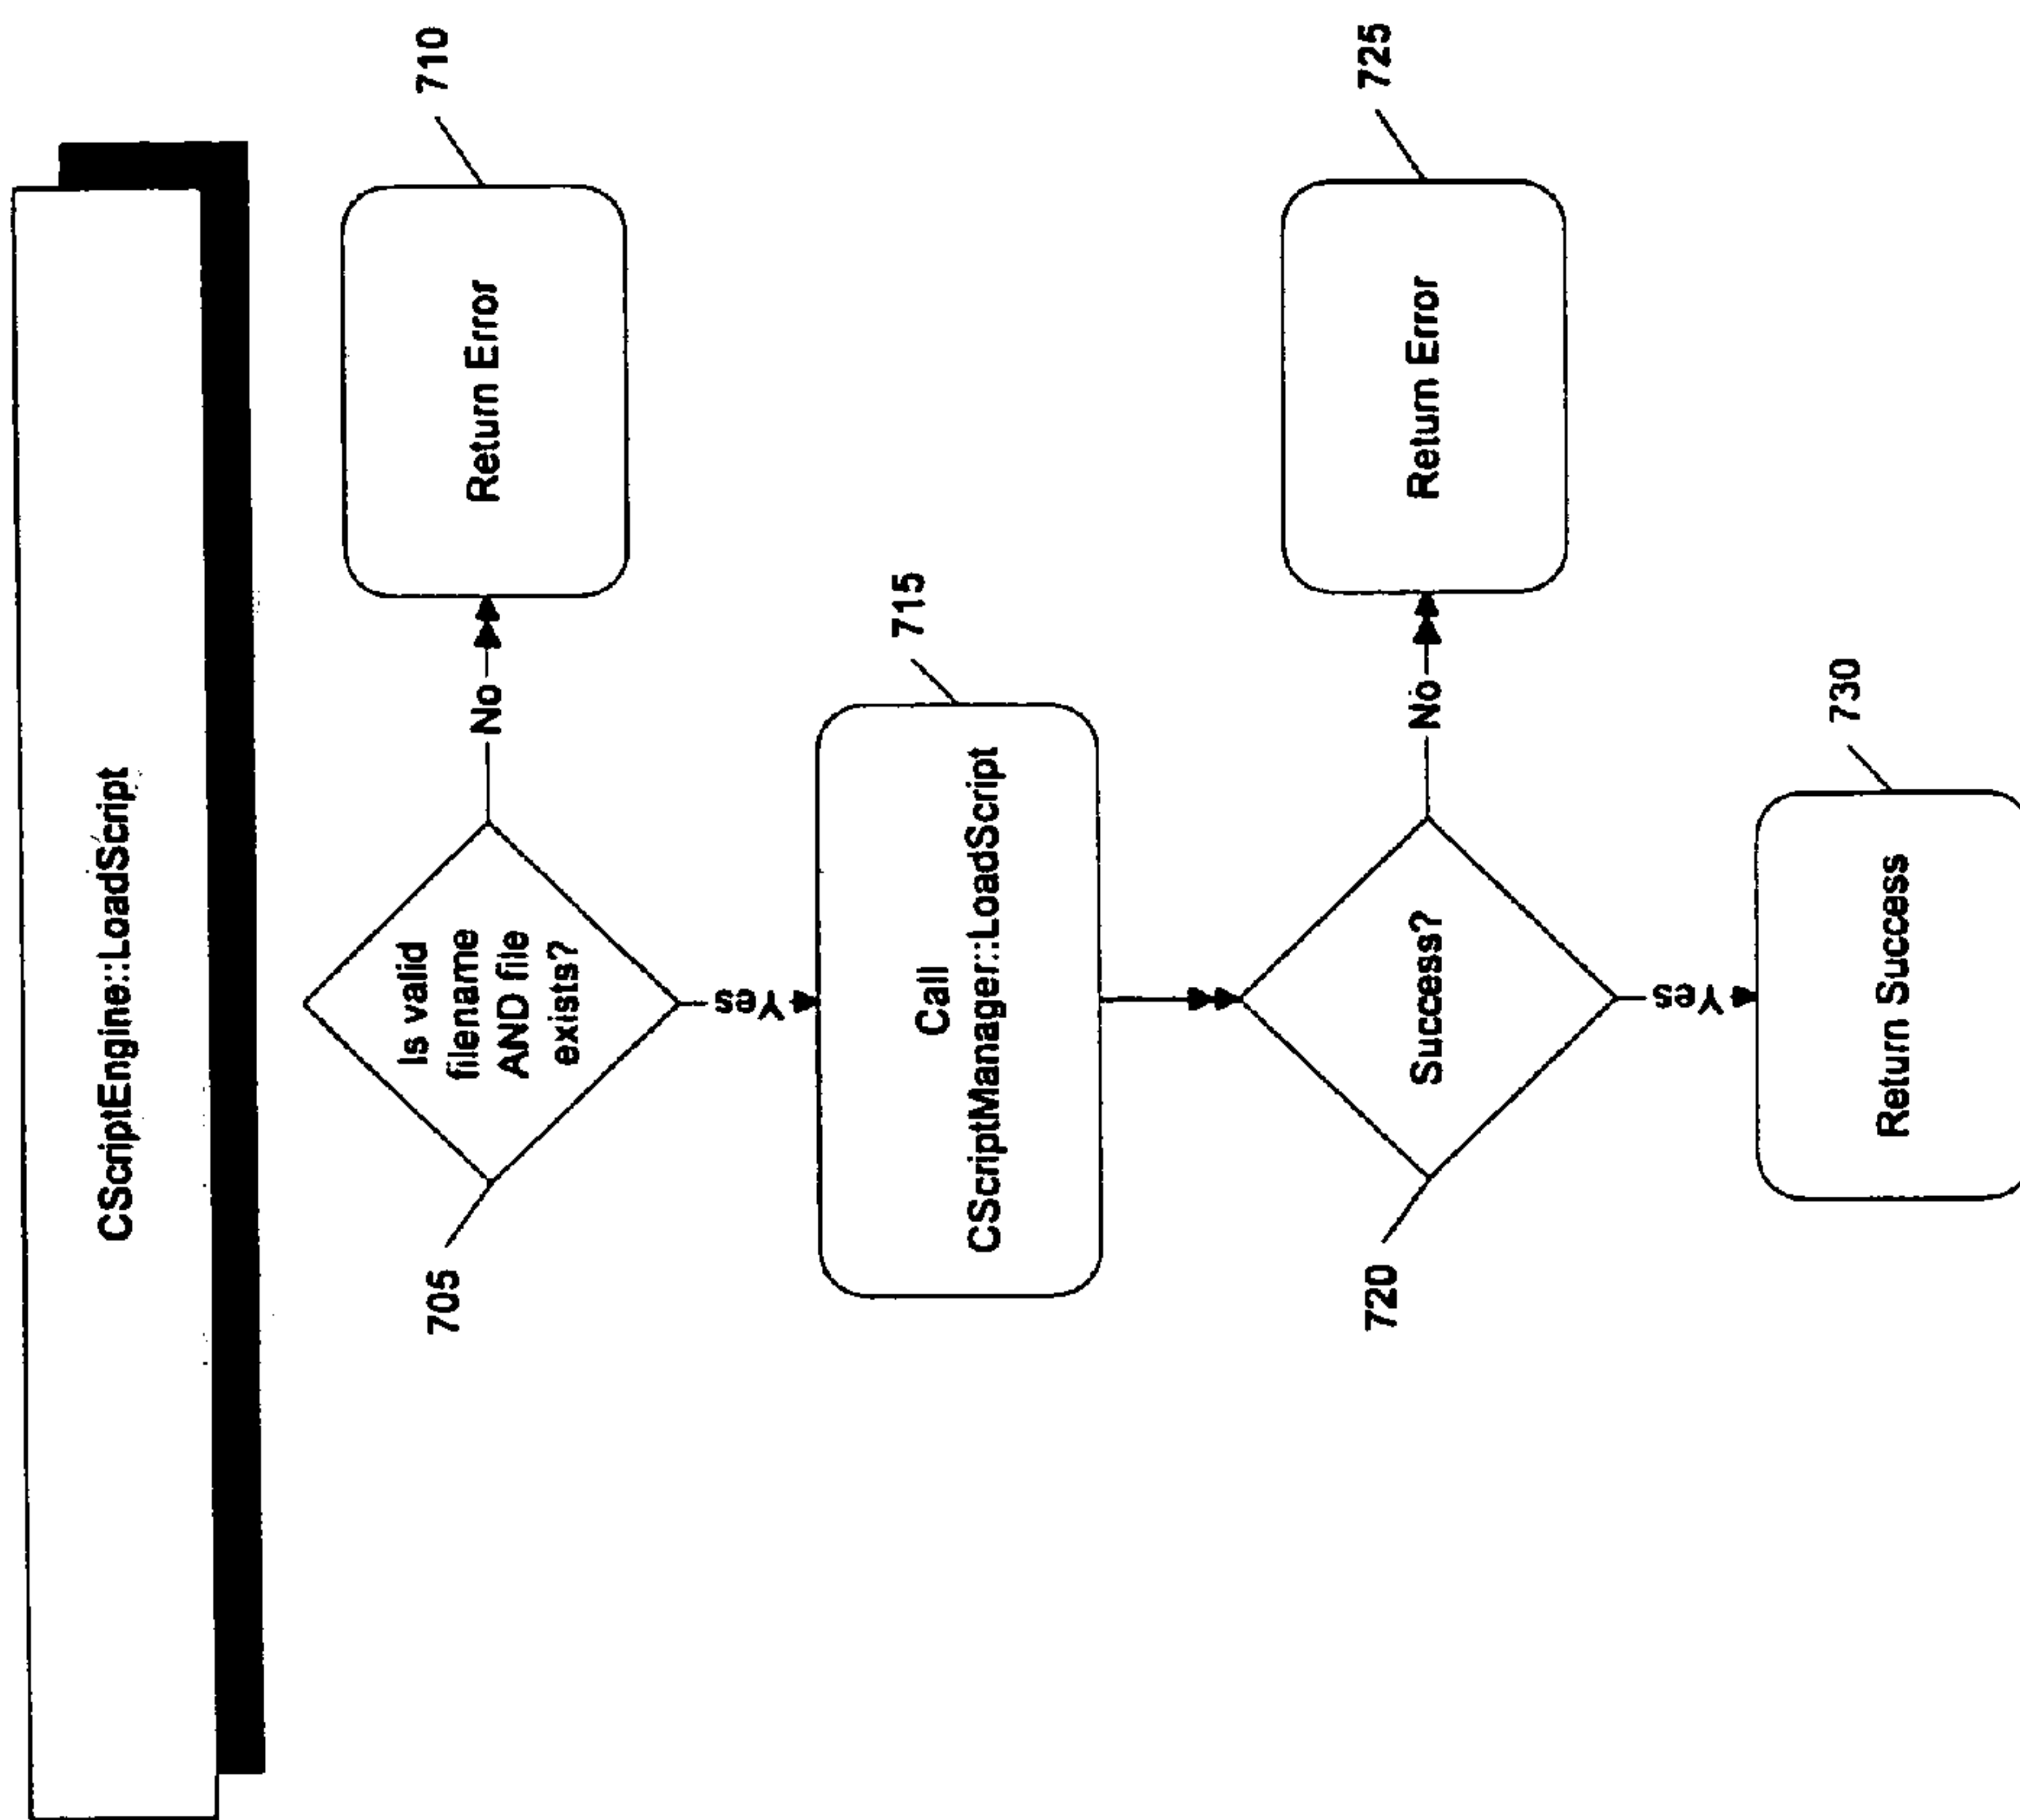 CScriptEngine::LoadScript
705
Is valid
filename
AND file
exists?
No
710
Return Error
Yes
715
Call
CScriptManager::LoadScript
720
Success?
No
725
Return Error
Yes
730
Return Success